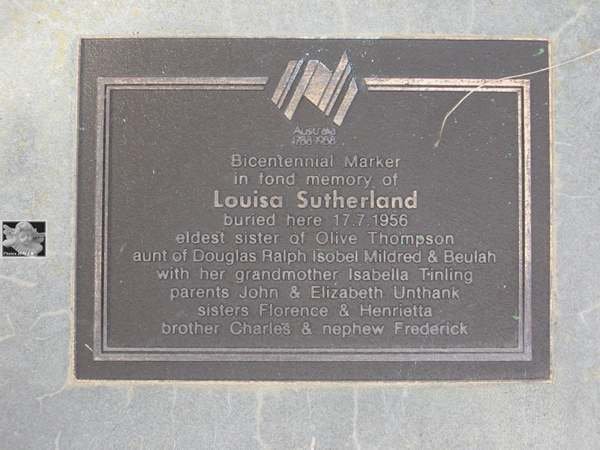 Australia
1788-1988
Bicentennial Marker
in fond memory of
Louisa Sutherland
buried here 17.7.1956
eldest sister of Olive Thompson
aunt of Douglas Ralph Isobel Mildred & Beulah
with her grandmother Isabella Tinling
parents John & Elizabeth Unthank
sisters Florence & Henrietta
brother Charles & nephew Frederick